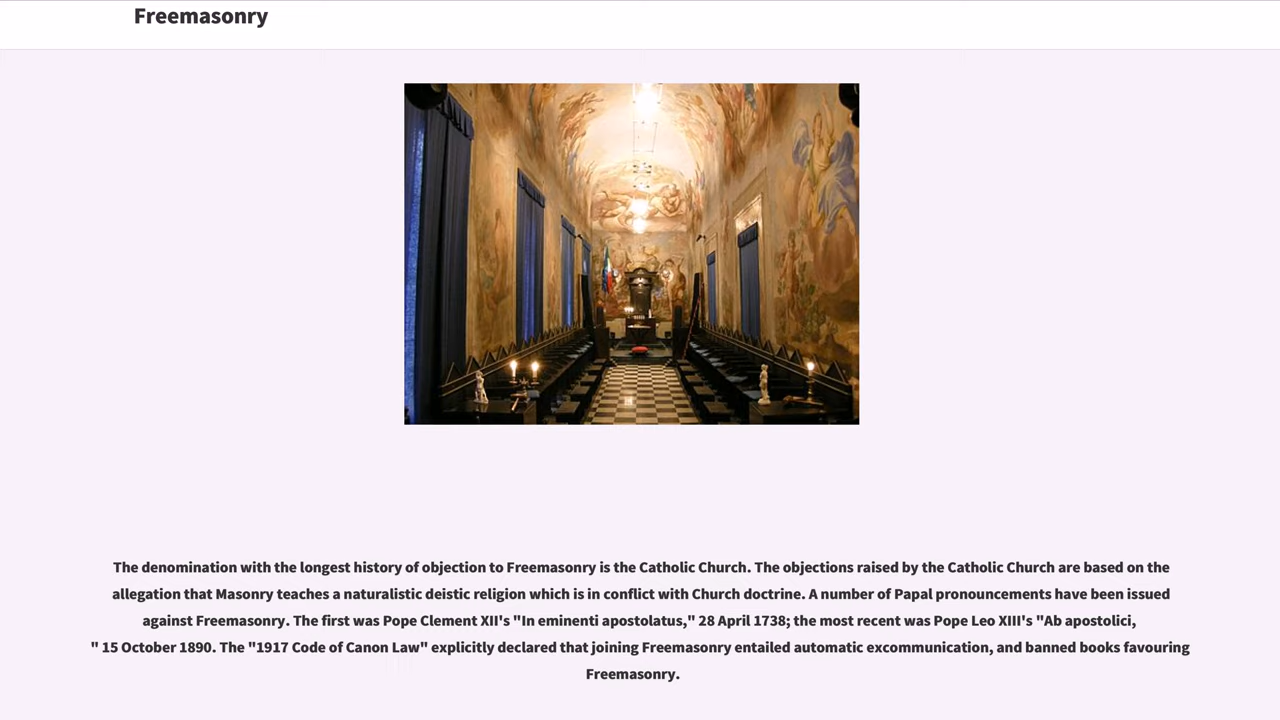 Freemasonry
The denomination with the longest history of objection to Freemasonry is the Catholic Church. The objections raised by the Catholic Church are based on the
allegation that Masonry teaches a naturalistic deistic religion which is in conflict with Church doctrine. A number of Papal pronouncements have been issued
against Freemasonry. The first was Pope Clement XII's "In eminenti apostolatus," 28 April 1738; the most recent was Pope Leo XIII's "Ab apostolici,
" 15 October 1890. The "1917 Code of Canon Law" explicitly declared that joining Freemasonry entailed automatic excommunication, and banned books favouring
Freemasonry.